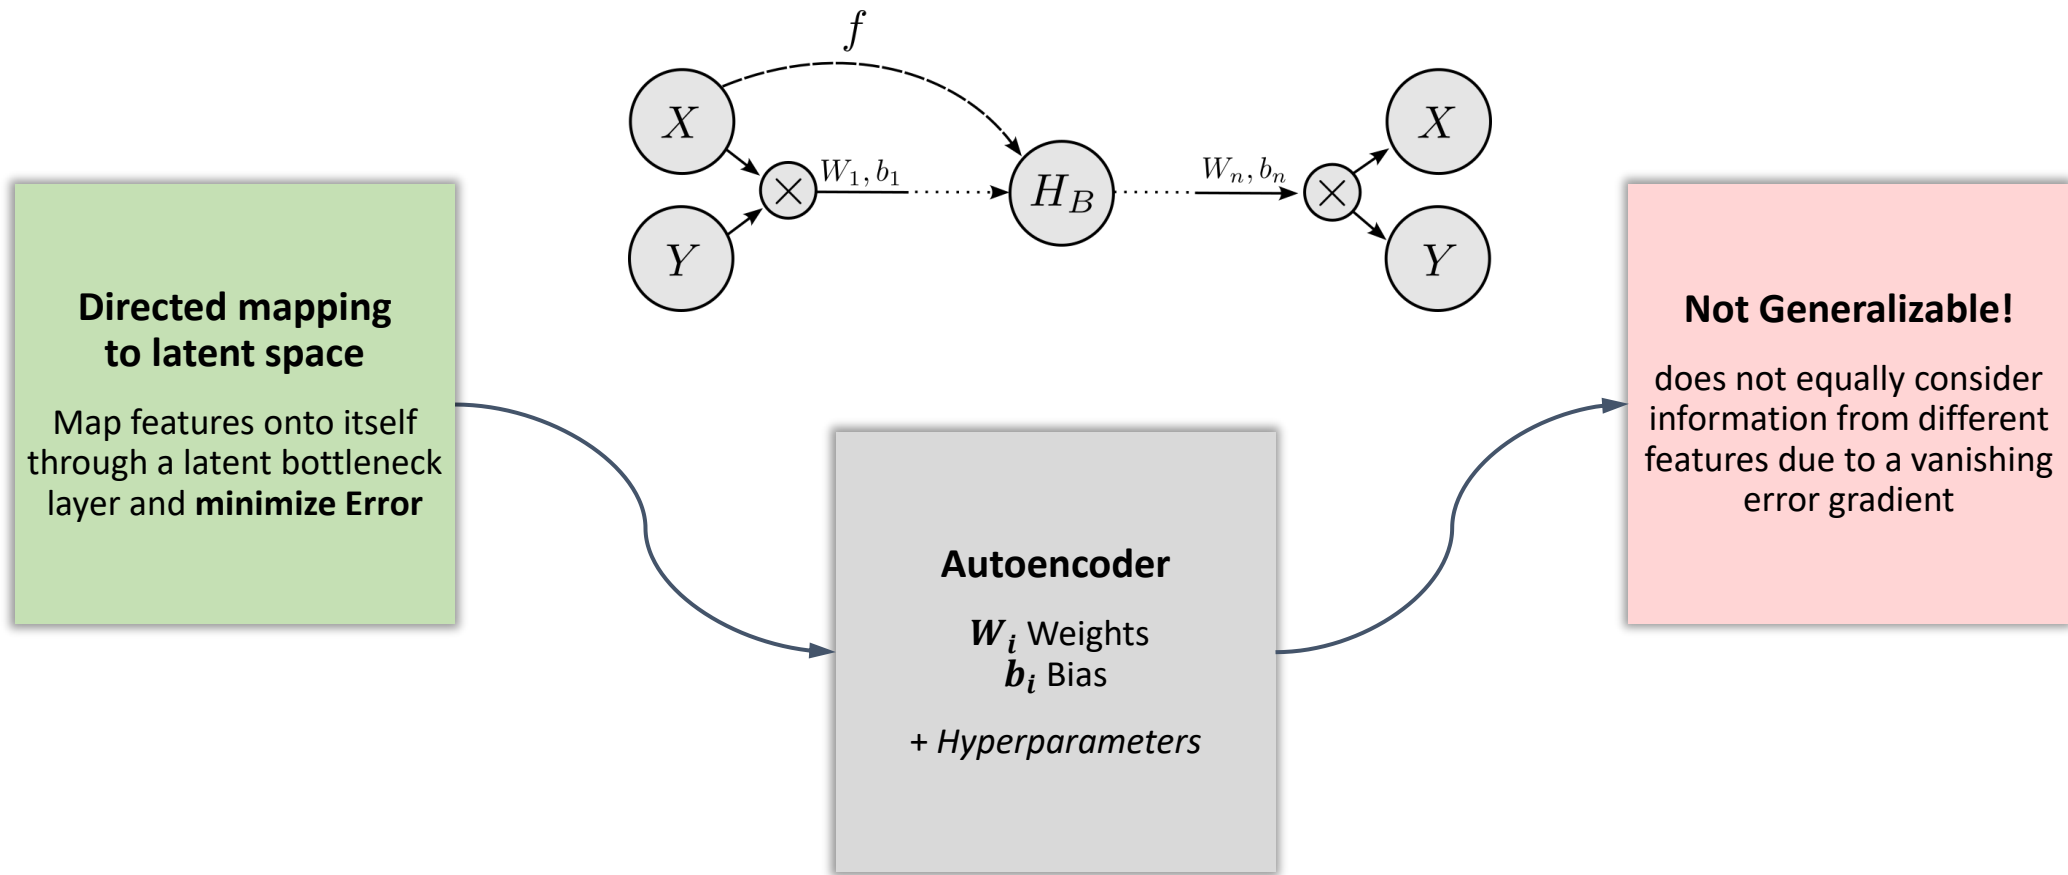 f
X
Y
×
W₁, b₁
H_B
Wₙ, bₙ
×
X
Y
Directed mapping
to latent space
Map features onto itself
through a latent bottleneck
layer and minimize Error
Autoencoder
Wᵢ Weights
bᵢ Bias
+ Hyperparameters
Not Generalizable!
does not equally consider
information from different
features due to a vanishing
error gradient